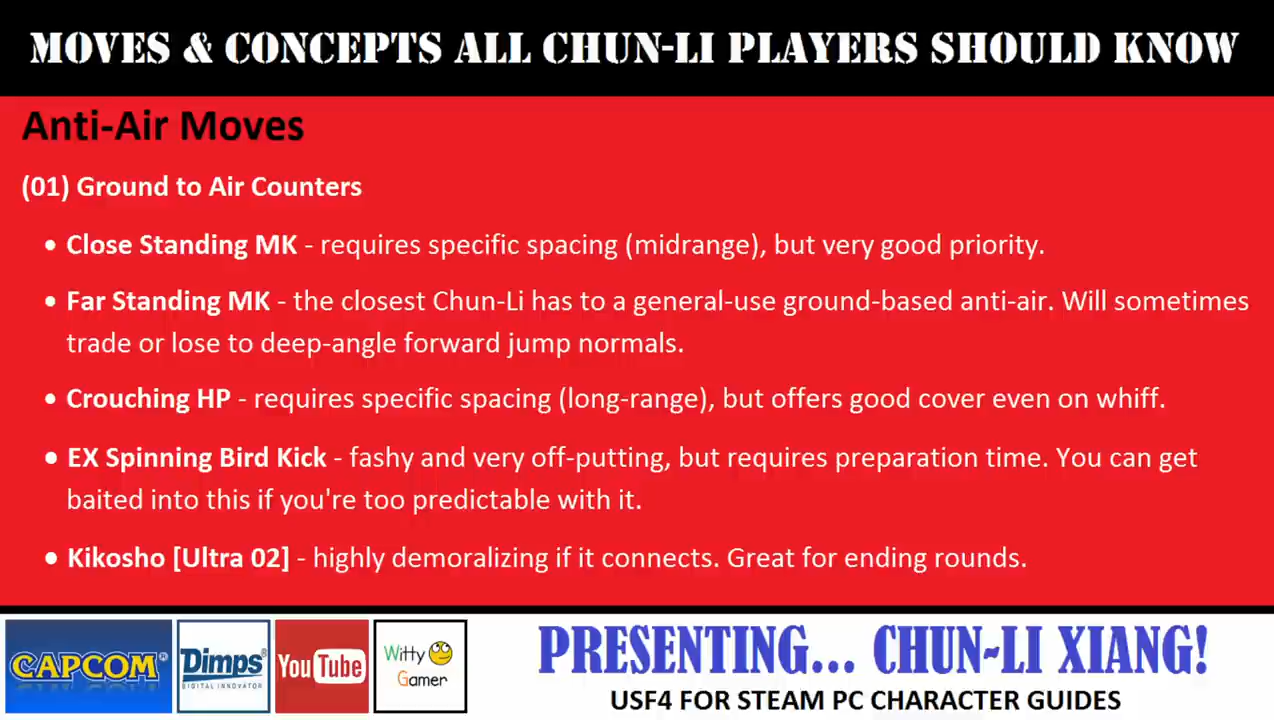 MOVES & CONCEPTS ALL CHUN-LI PLAYERS SHOULD KNOW
Anti-Air Moves
(01) Ground to Air Counters
• Close Standing MK - requires specific spacing (midrange), but very good priority.
• Far Standing MK - the closest Chun-Li has to a general-use ground-based anti-air. Will sometimes
trade or lose to deep-angle forward jump normals.
• Crouching HP - requires specific spacing (long-range), but offers good cover even on whiff.
• EX Spinning Bird Kick - fashy and very off-putting, but requires preparation time. You can get
baited into this if you're too predictable with it.
• Kikosho [Ultra 02] - highly demoralizing if it connects. Great for ending rounds.
CAPCOM®
Dimps®
DIGITAL INNOVATOR
YouTube
Witty
Gamer
PRESENTING... CHUN-LI XIANG!
USF4 FOR STEAM PC CHARACTER GUIDES